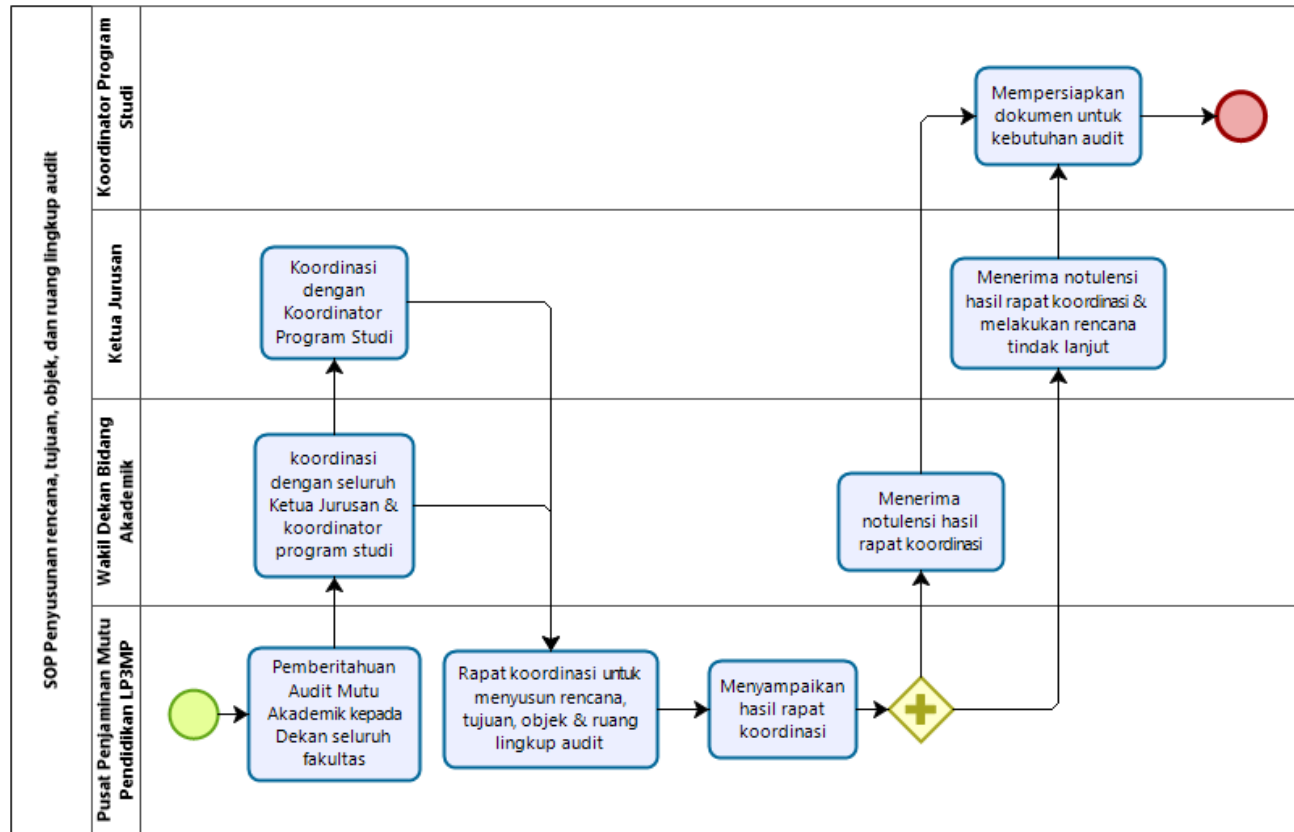 SOP Penyusunan rencana, tujuan, objek, dan ruang lingkup audit
Koordinator Program
Studi
Mempersiapkan
dokumen untuk
kebutuhan audit
Ketua Jurusan
Koordinasi
dengan
Koordinator
Program Studi
Menerima notulensi
hasil rapat koordinasi &
melakukan rencana
tindak lanjut
Wakil Dekan Bidang
Akademik
koordinasi
dengan seluruh
Ketua Jurusan &
koordinator
program studi
Menerima
notulensi hasil
rapat koordinasi
Pusat Penjaminan Mutu
Pendidikan LP3MP
Pemberitahuan
Audit Mutu
Akademik kepada
Dekan seluruh
fakultas
Rapat koordinasi untuk
menyusun rencana,
tujuan, objek & ruang
lingkup audit
Menyampaikan
hasil rapat
koordinasi